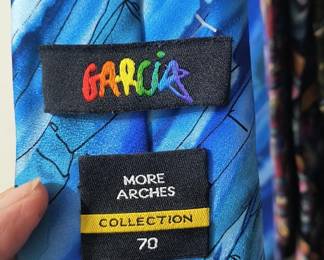 GARCIA
MORE
ARCHES
COLLECTION
70